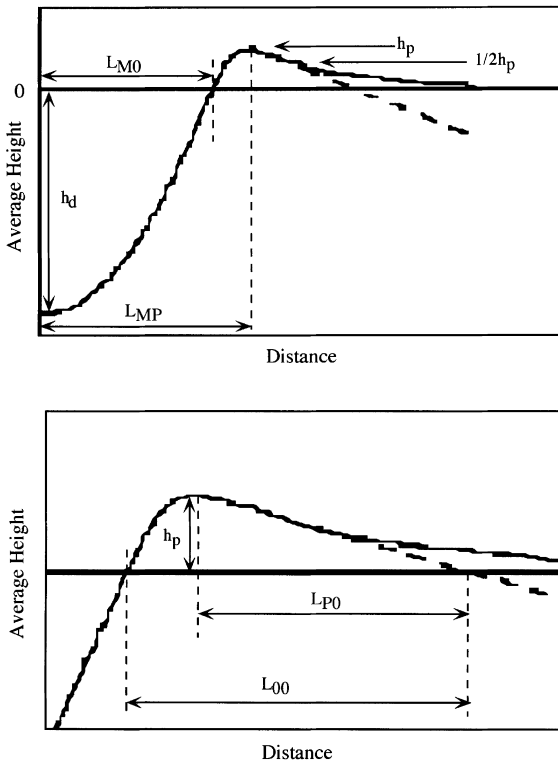 L_M0
h_p
1/2h_p
0
h_d
Average Height
L_MP
Distance
h_p
Average Height
L_P0
L_00
Distance